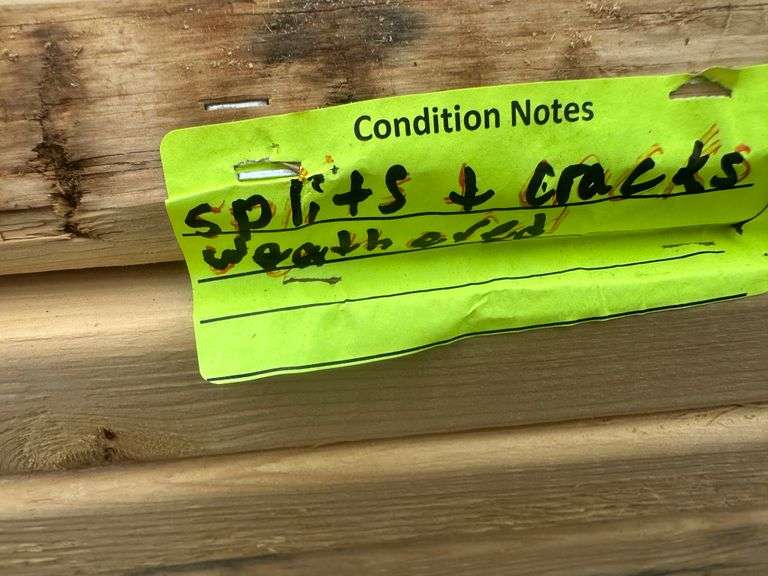 Condition Notes
splits + cracks
weathered